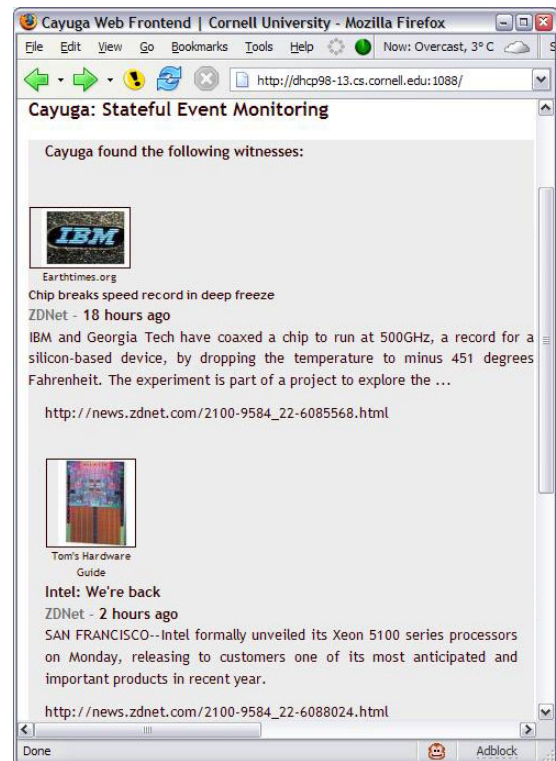 Cayuga Web Frontend | Cornell University - Mozilla Firefox
File Edit View Go Bookmarks Tools Help Now: Overcast, 3° C S
http://dhcp98-13.cs.cornell.edu:1088/
Cayuga: Stateful Event Monitoring
Cayuga found the following witnesses:
IBM
Earthtimes.org
Chip breaks speed record in deep freeze
ZDNet - 18 hours ago
IBM and Georgia Tech have coaxed a chip to run at 500GHz, a record for a
silicon-based device, by dropping the temperature to minus 451 degrees
Fahrenheit. The experiment is part of a project to explore the ...
http://news.zdnet.com/2100-9584_22-6085568.html
Tom's Hardware
Guide
Intel: We're back
ZDNet - 2 hours ago
SAN FRANCISCO--Intel formally unveiled its Xeon 5100 series processors
on Monday, releasing to customers one of its most anticipated and
important products in recent year.
http://news.zdnet.com/2100-9584_22-6088024.html
Done Adblock